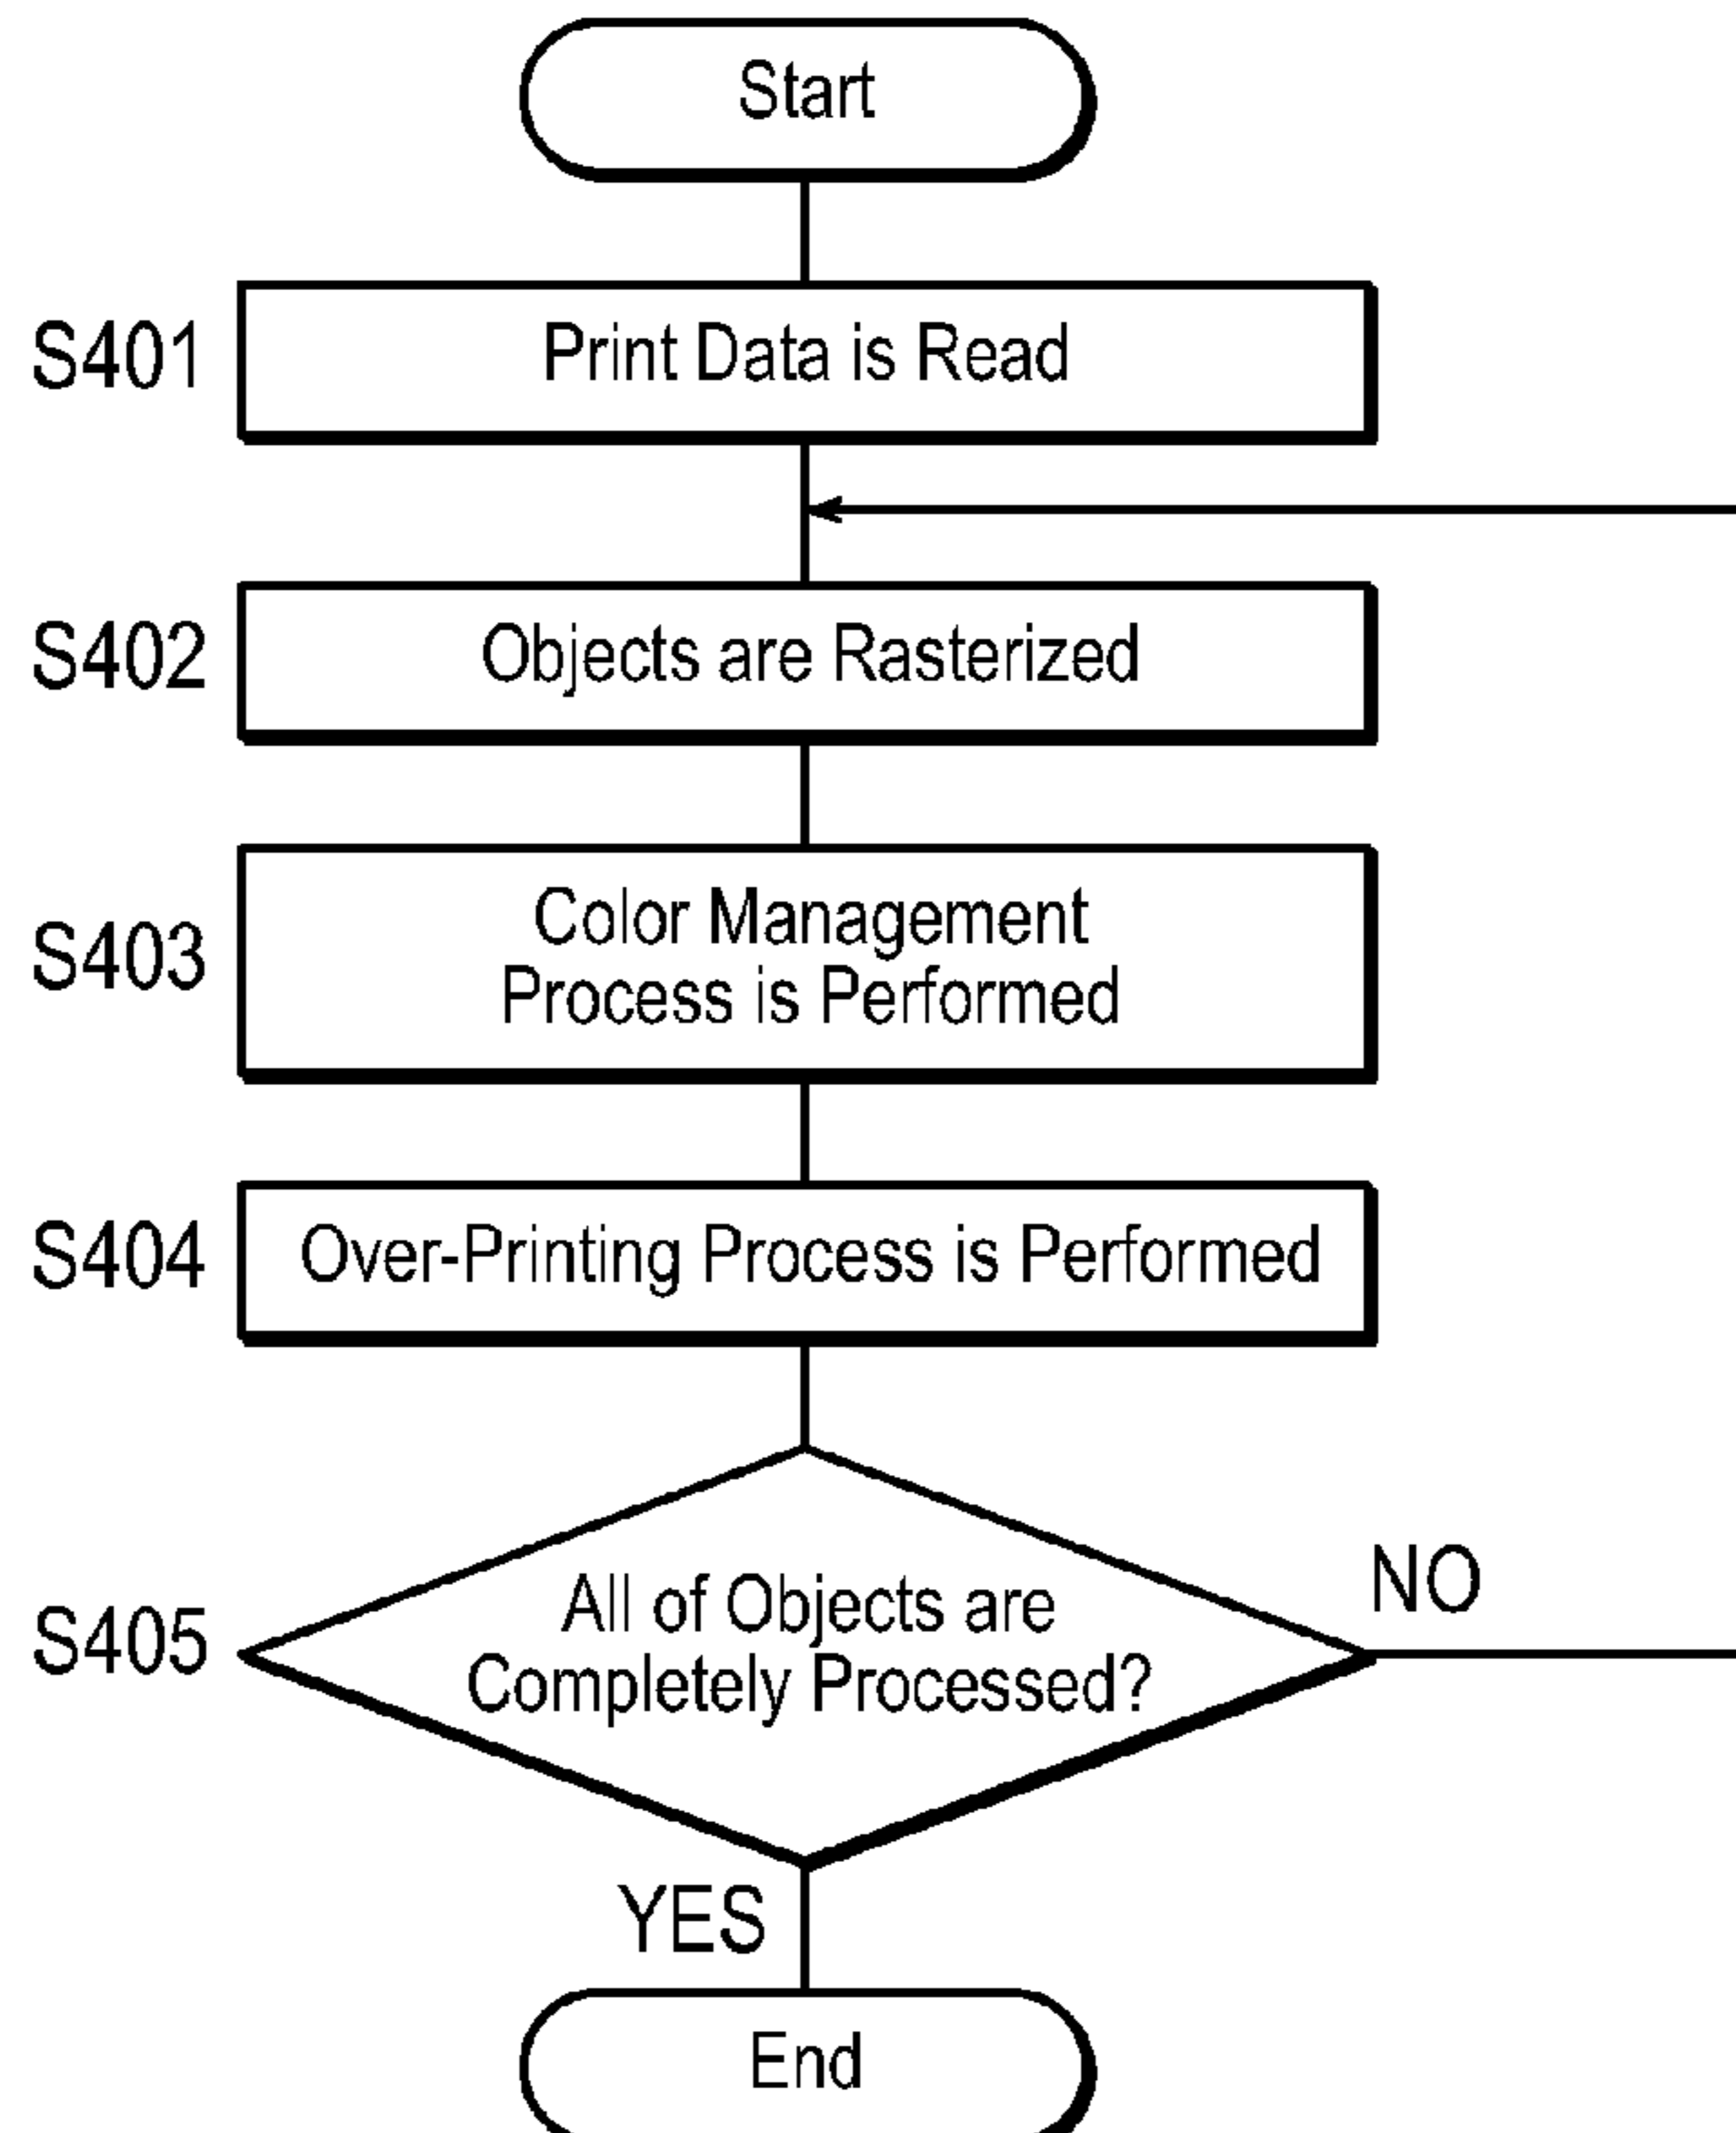 Start
S401
Print Data is Read
S402
Objects are Rasterized
S403
Color Management
Process is Performed
S404
Over-Printing Process is Performed
S405
All of Objects are
Completely Processed?
NO
YES
End